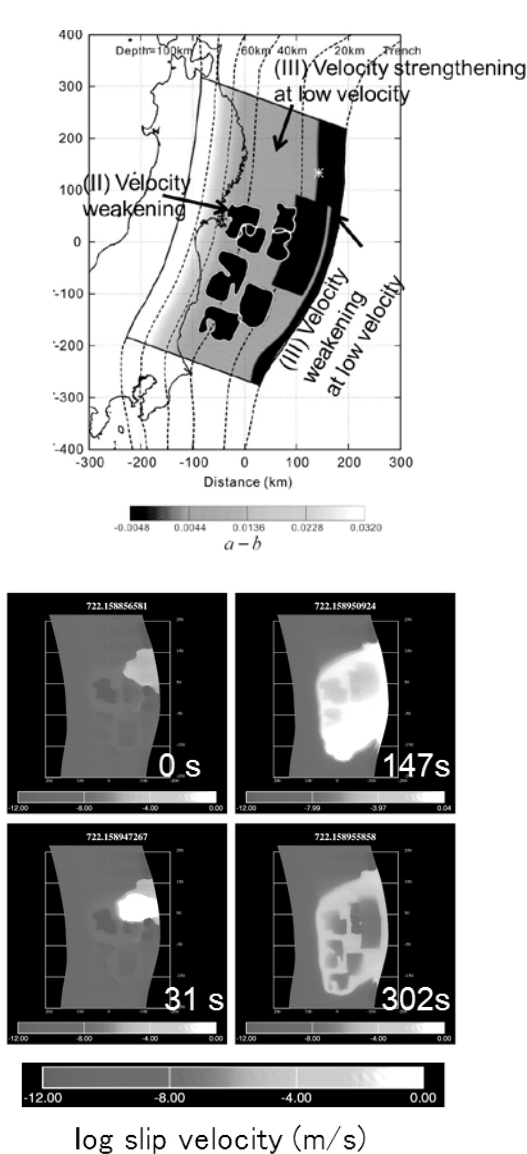 400
Depth=100km 60km 40km 20km Trench
(III) Velocity strengthening
at low velocity
300
200
(II) Velocity
weakening
100
0
-100
-200
-300
-400
(III) Velocity
weakening
at low velocity
-300 -200 -100 0 100 200 300
Distance (km)
-0.0048 0.0044 0.0136 0.0228 0.0320
a – b
722.158856581
0 s
-12.00 -8.00 -4.00 0.00
722.158950924
147s
-12.00 -7.99 -3.97 0.04
722.158947267
31 s
-12.00 -8.00 -4.00 0.00
722.158955858
302s
-12.00 -8.00 -4.00 0.00
-12.00 -8.00 -4.00 0.00
log slip velocity (m/s)